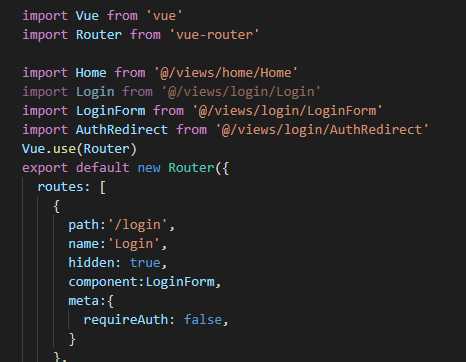 import Vue from 'vue'
import Router from 'vue-router'
import Home from '@/views/home/Home'
import Login from '@/views/login/Login'
import LoginForm from '@/views/login/LoginForm'
import AuthRedirect from '@/views/login/AuthRedirect'
Vue.use(Router)
export default new Router({
  routes: [
    {
      path:'/login',
      name:'Login',
      hidden: true,
      component:LoginForm,
      meta:{
        requireAuth: false,
      }
    },